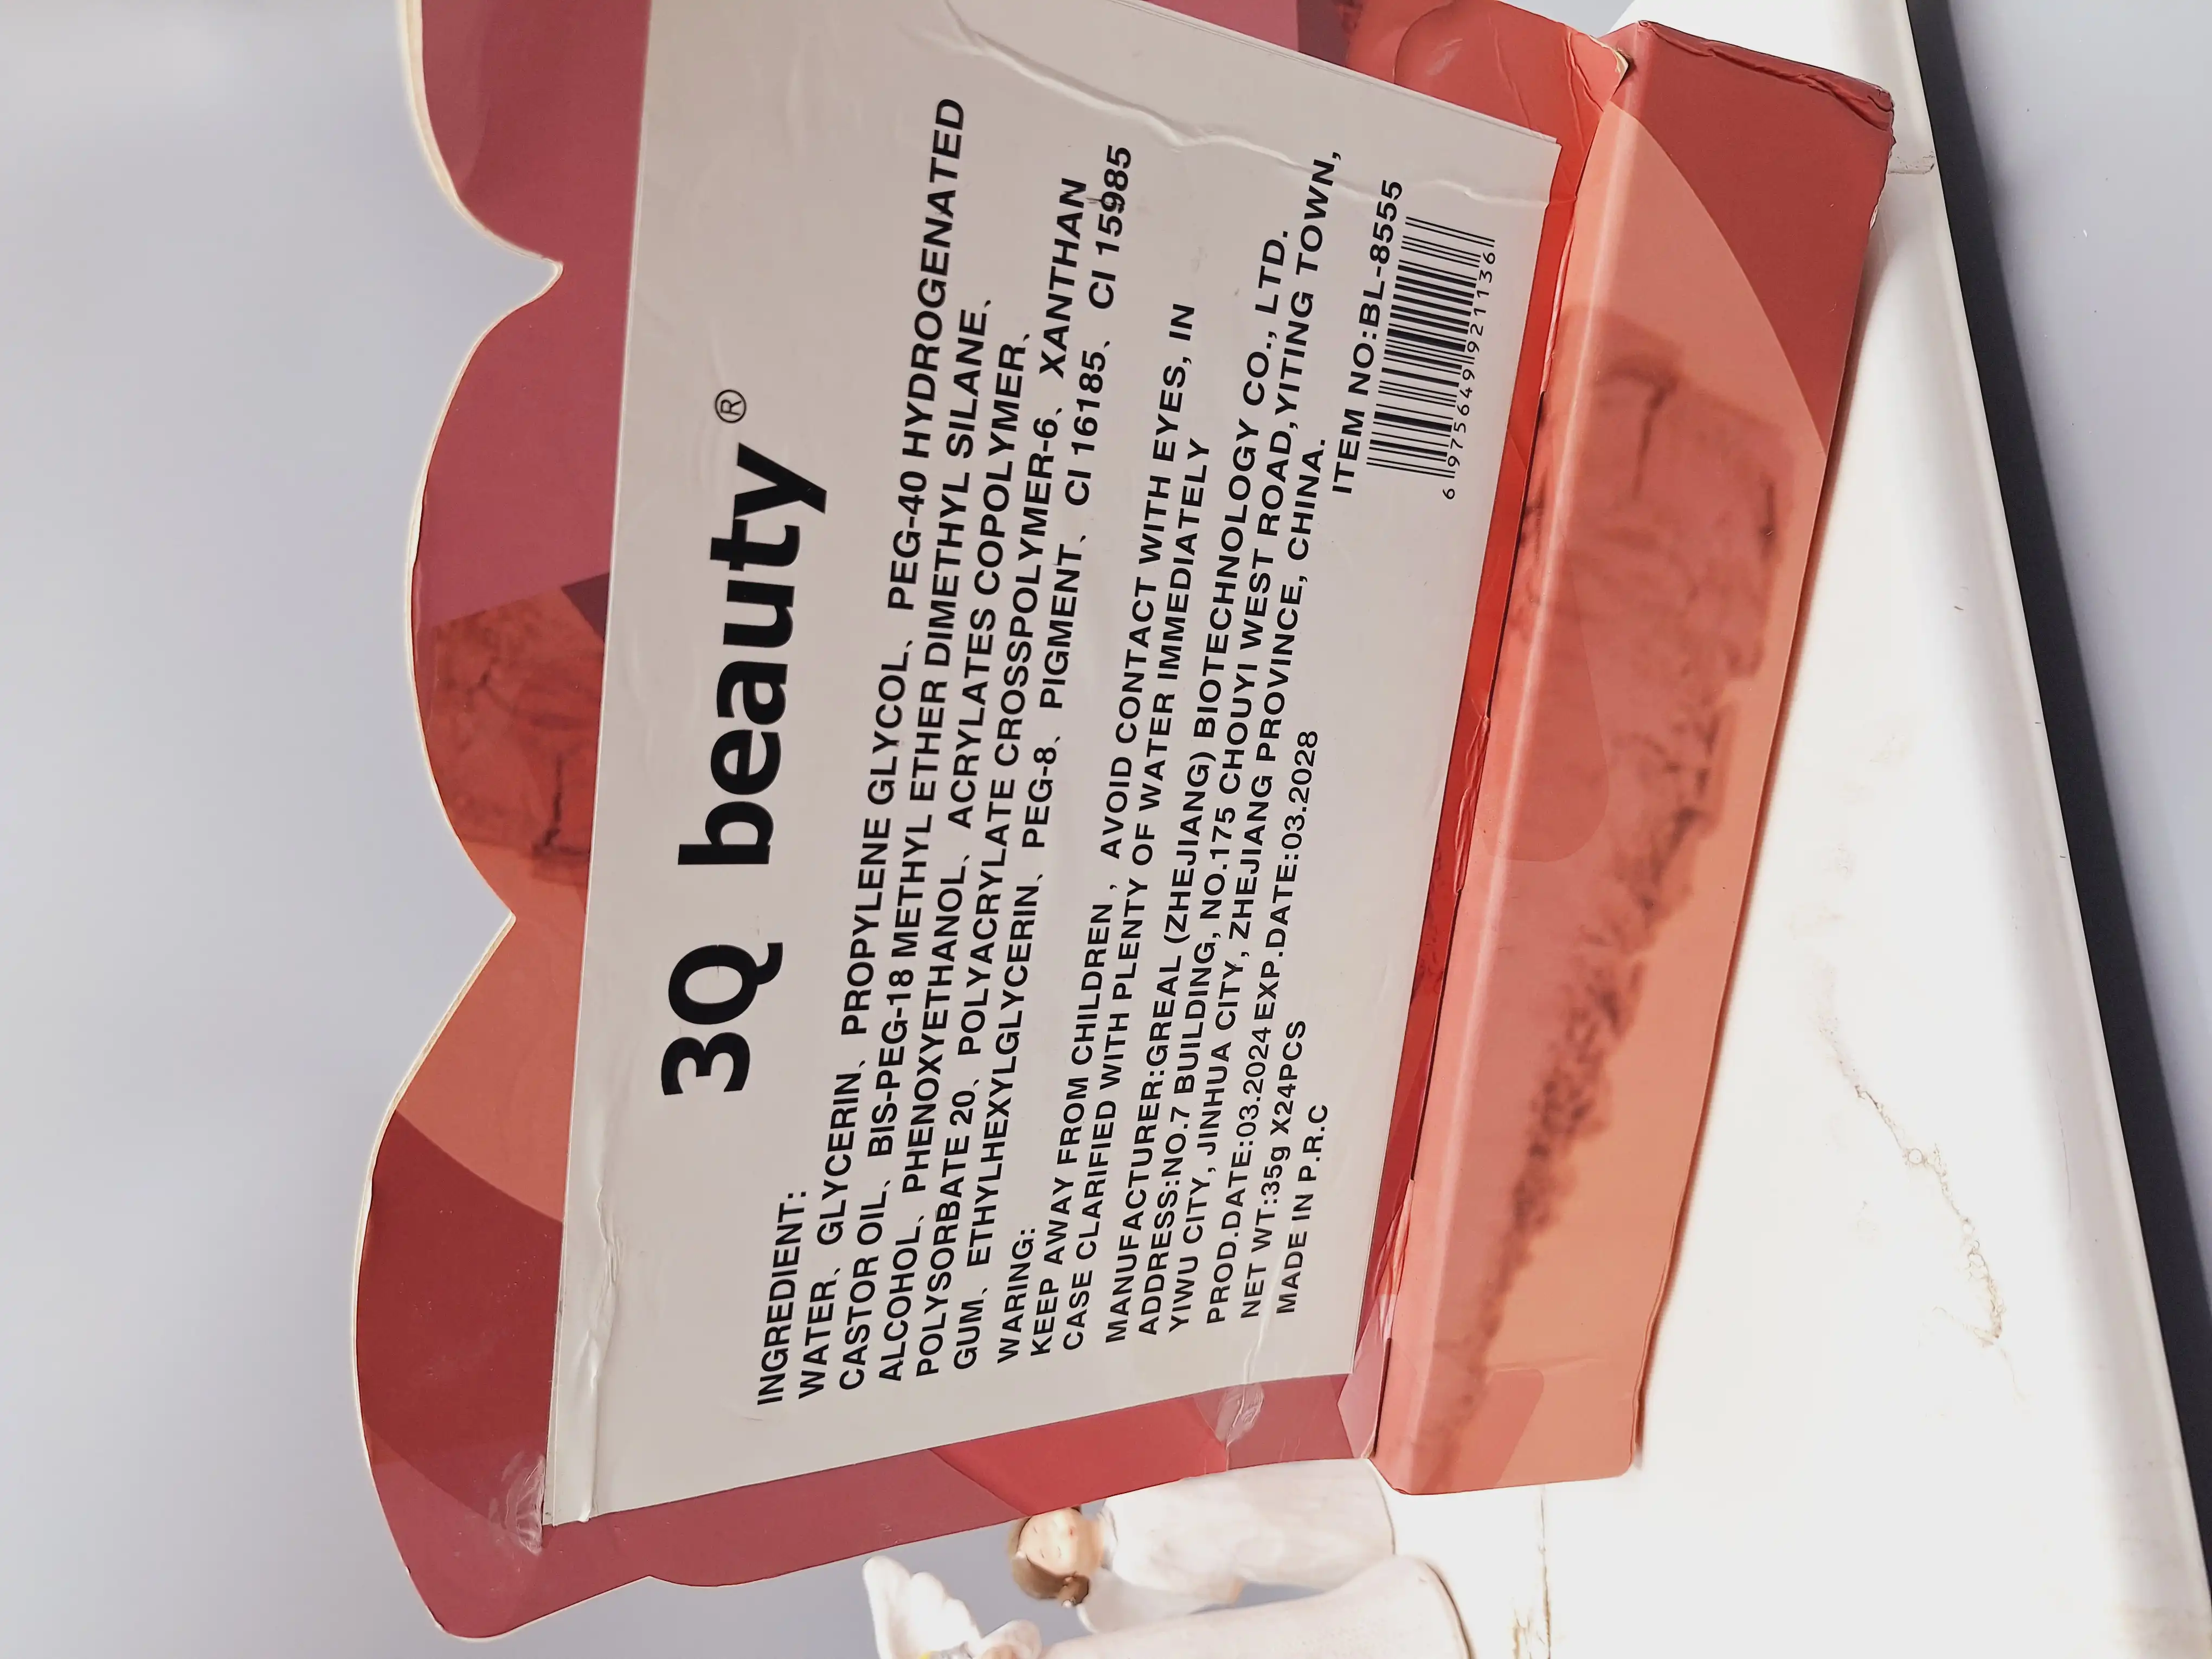 3Q beauty®
INGREDIENT:
WATER、GLYCERIN、PROPYLENE GLYCOL、PEG-40 HYDROGENATED
CASTOR OIL、BIS-PEG-18 METHYL ETHER DIMETHYL SILANE、
ALCOHOL、PHENOXYETHANOL、ACRYLATES COPOLYMER、
POLYSORBATE 20、POLYACRYLATE CROSSPOLYMER-6、XANTHAN
GUM、ETHYLHEXYLGLYCERIN、PEG-8、PIGMENT、CI 16185、CI 15985
WARING:
KEEP AWAY FROM CHILDREN , AVOID CONTACT WITH EYES, IN
CASE CLARIFIED WITH PLENTY OF WATER IMMEDIATELY
MANUFACTURER:GREAL (ZHEJIANG) BIOTECHNOLOGY CO., LTD.
ADDRESS:NO.7 BUILDING, NO.175 CHOUYI WEST ROAD,YITING TOWN,
YIWU CITY, JINHUA CITY, ZHEJIANG PROVINCE, CHINA.
PROD.DATE:03.2024 EXP.DATE:03.2028
NET WT:35g X24PCS
MADE IN P.R.C
ITEM NO:BL-8555
6 975649 921136